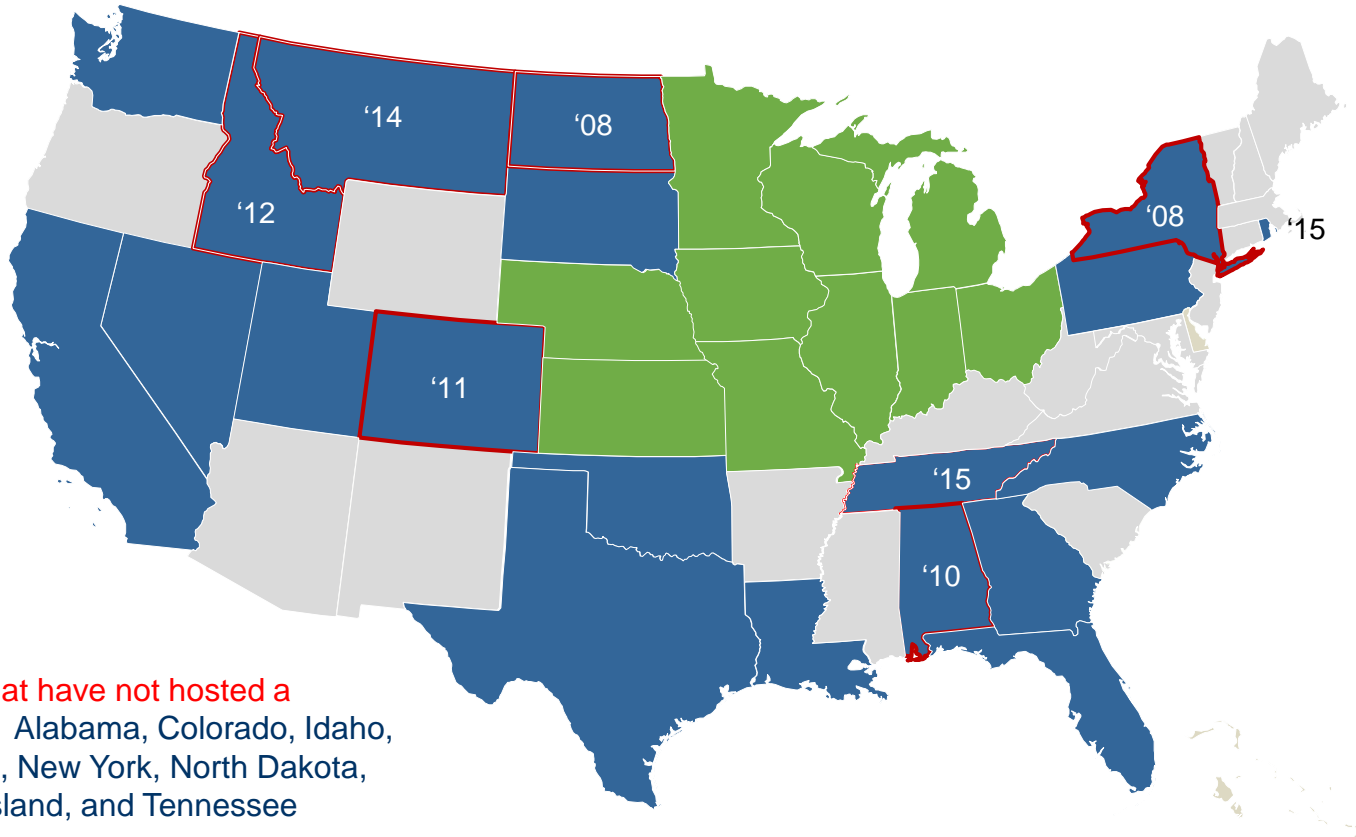 ‘14
‘08
‘12
‘08
‘15
‘11
‘15
‘10
at have not hosted a
Alabama, Colorado, Idaho,
, New York, North Dakota,
sland, and Tennessee